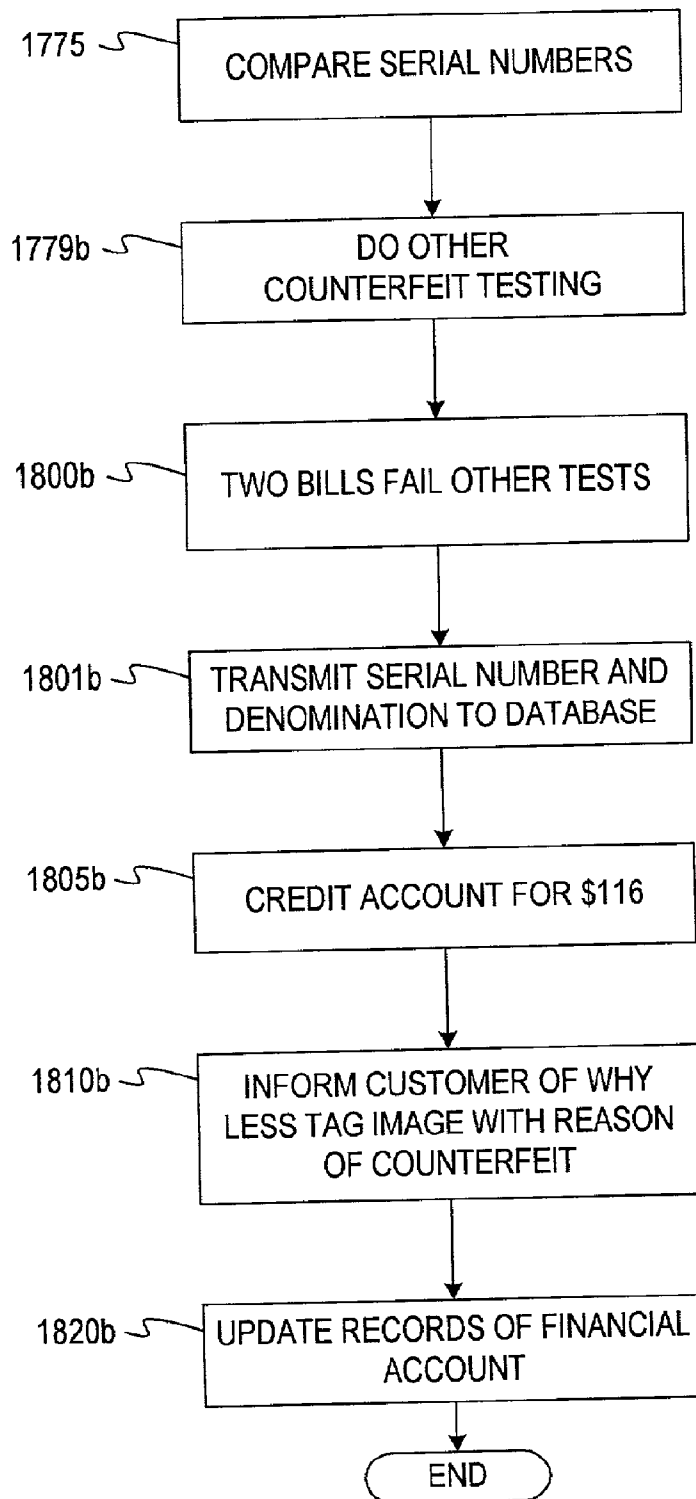 1775
COMPARE SERIAL NUMBERS
1779b
DO OTHER
COUNTERFEIT TESTING
1800b
TWO BILLS FAIL OTHER TESTS
1801b
TRANSMIT SERIAL NUMBER AND
DENOMINATION TO DATABASE
1805b
CREDIT ACCOUNT FOR $116
1810b
INFORM CUSTOMER OF WHY
LESS TAG IMAGE WITH REASON
OF COUNTERFEIT
1820b
UPDATE RECORDS OF FINANCIAL
ACCOUNT
END